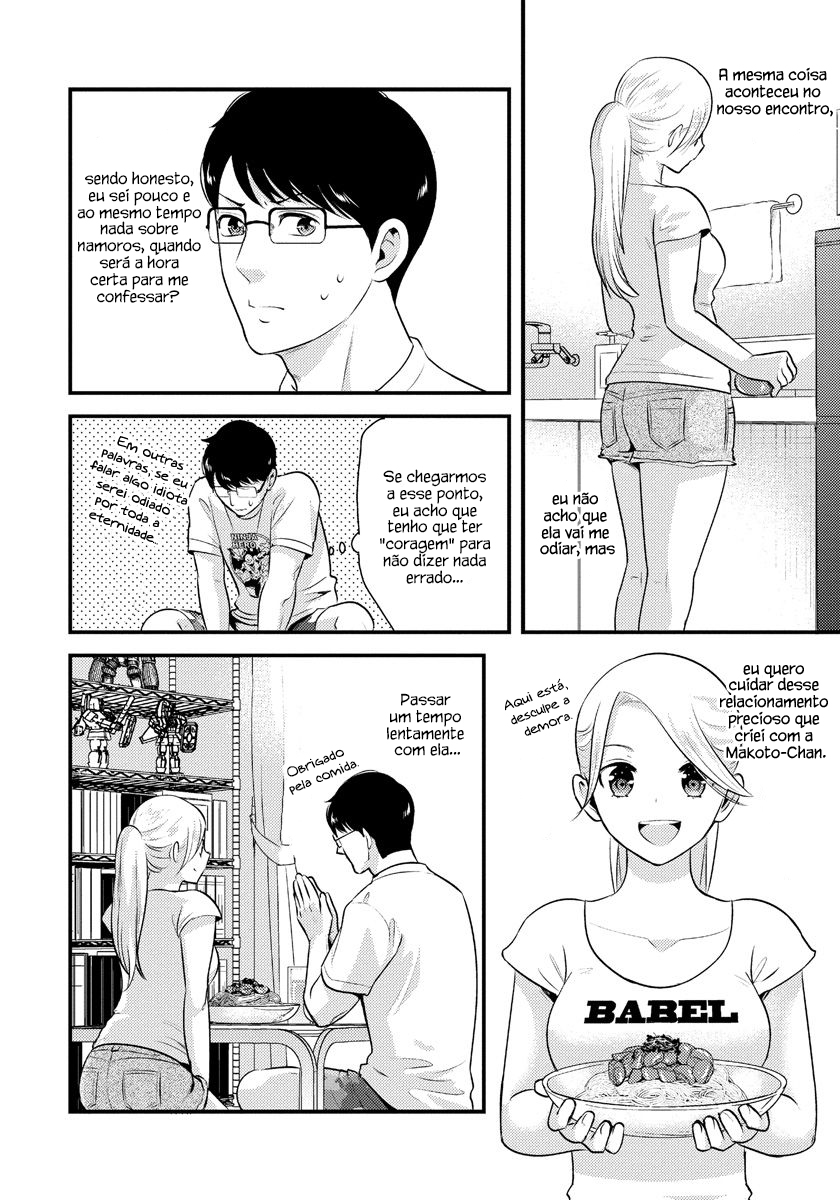 A mesma coisa
aconteceu no
nosso encontro,
eu não
acho que
ela vai me
odiar, mas
sendo honesto,
eu sei pouco e
ao mesmo tempo
nada sobre
namoros, quando
será a hora
certa para me
confessar?
Se chegarmos
a esse ponto,
eu acho que
tenho que ter
"coragem" para
não dizer nada
errado...
NINJA
HERO
Em outras
palavras, se eu
falar algo idiota
serei odiado
por toda a
eternidade.
eu quero
cuidar desse
relacionamento
precioso que
criei com a
Makoto-Chan.
Aqui está,
desculpe a
demora.
BABEL
Passar
um tempo
lentamente
com ela...
Obrigado
pela comida.